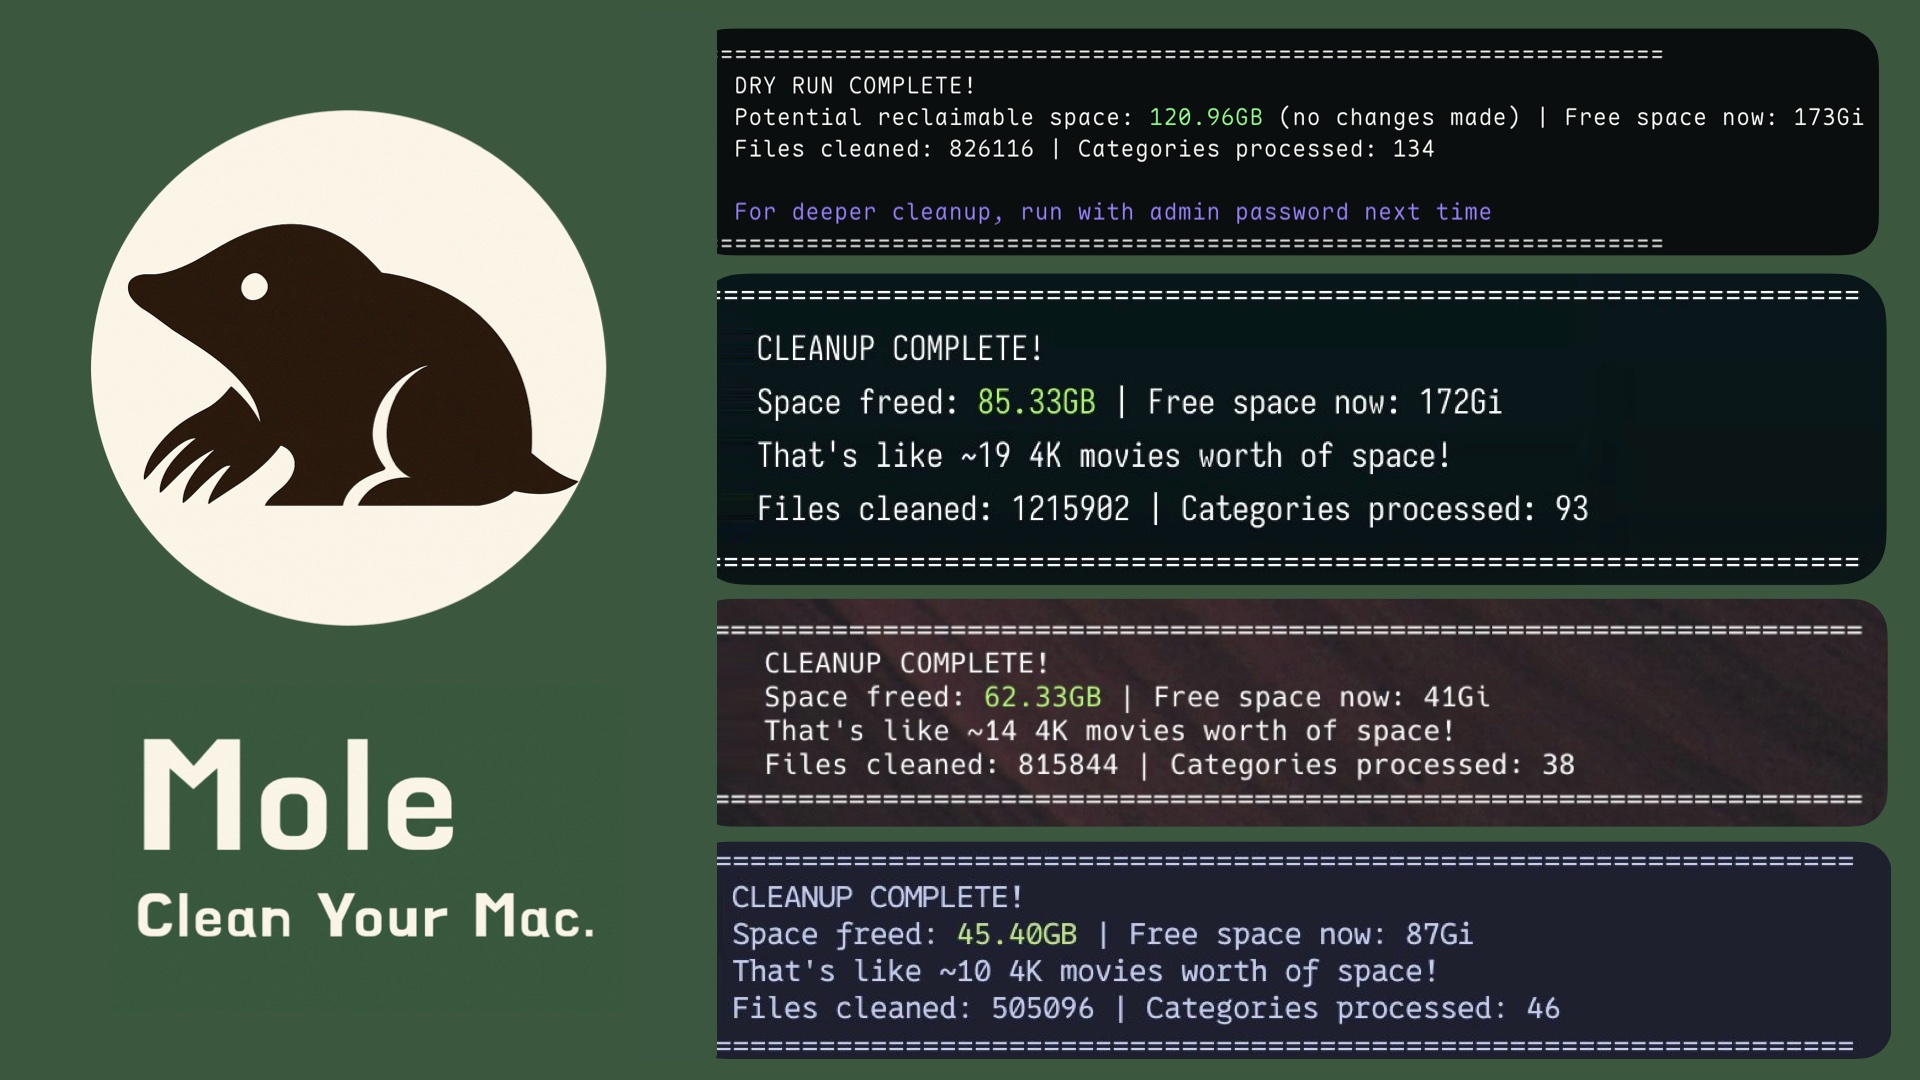 Mole
Clean Your Mac.
================================================================================
DRY RUN COMPLETE!
Potential reclaimable space: 120.96GB (no changes made) | Free space now: 173Gi
Files cleaned: 826116 | Categories processed: 134
For deeper cleanup, run with admin password next time
================================================================================
================================================================================
CLEANUP COMPLETE!
Space freed: 85.33GB | Free space now: 172Gi
That's like ~19 4K movies worth of space!
Files cleaned: 1215902 | Categories processed: 93
================================================================================
================================================================================
CLEANUP COMPLETE!
Space freed: 62.33GB | Free space now: 41Gi
That's like ~14 4K movies worth of space!
Files cleaned: 815844 | Categories processed: 38
================================================================================
================================================================================
CLEANUP COMPLETE!
Space freed: 45.40GB | Free space now: 87Gi
That's like ~10 4K movies worth of space!
Files cleaned: 505096 | Categories processed: 46
================================================================================